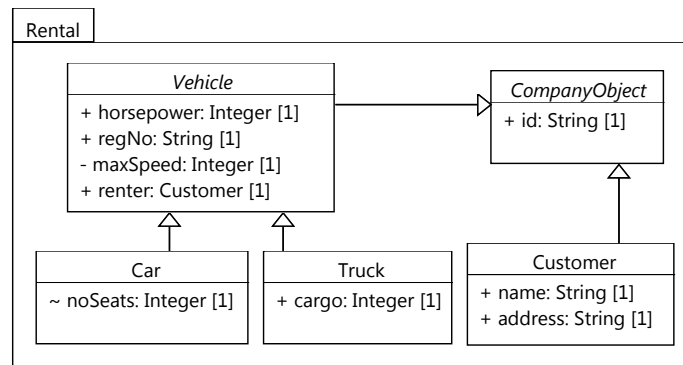 Rental
Vehicle
+ horsepower: Integer [1]
+ regNo: String [1]
- maxSpeed: Integer [1]
+ renter: Customer [1]
CompanyObject
+ id: String [1]
Car
~ noSeats: Integer [1]
Truck
+ cargo: Integer [1]
Customer
+ name: String [1]
+ address: String [1]